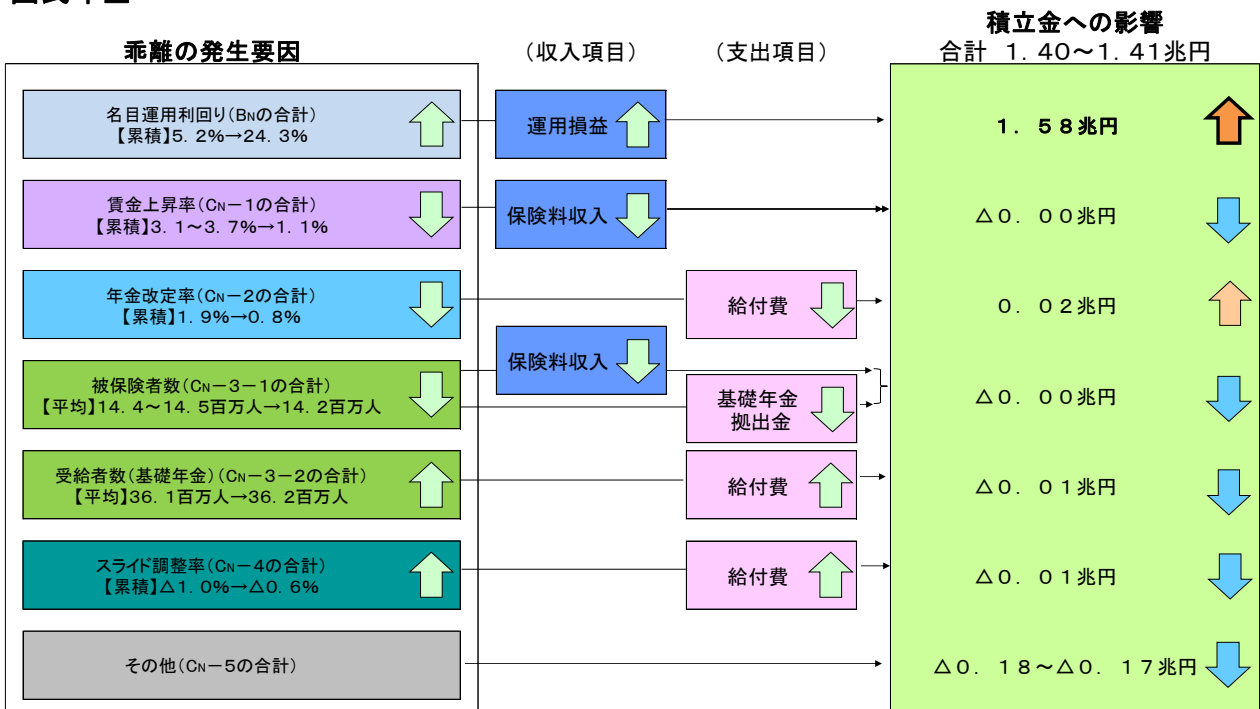 乖離の発生要因
(収入項目)
(支出項目)
積立金への影響
合計 1.40~1.41兆円
名目運用利回り(BNの合計)
【累積】5.2%→24.3%
運用損益
1.58兆円
賃金上昇率(CN-1の合計)
【累積】3.1~3.7%→1.1%
保険料収入
△0.00兆円
年金改定率(CN-2の合計)
【累積】1.9%→0.8%
給付費
0.02兆円
被保険者数(CN-3-1の合計)
【平均】14.4~14.5百万人→14.2百万人
保険料収入
基礎年金
拠出金
△0.00兆円
受給者数(基礎年金)(CN-3-2の合計)
【平均】36.1百万人→36.2百万人
給付費
△0.01兆円
スライド調整率(CN-4の合計)
【累積】△1.0%→△0.6%
給付費
△0.01兆円
その他(CN-5の合計)
△0.18~△0.17兆円